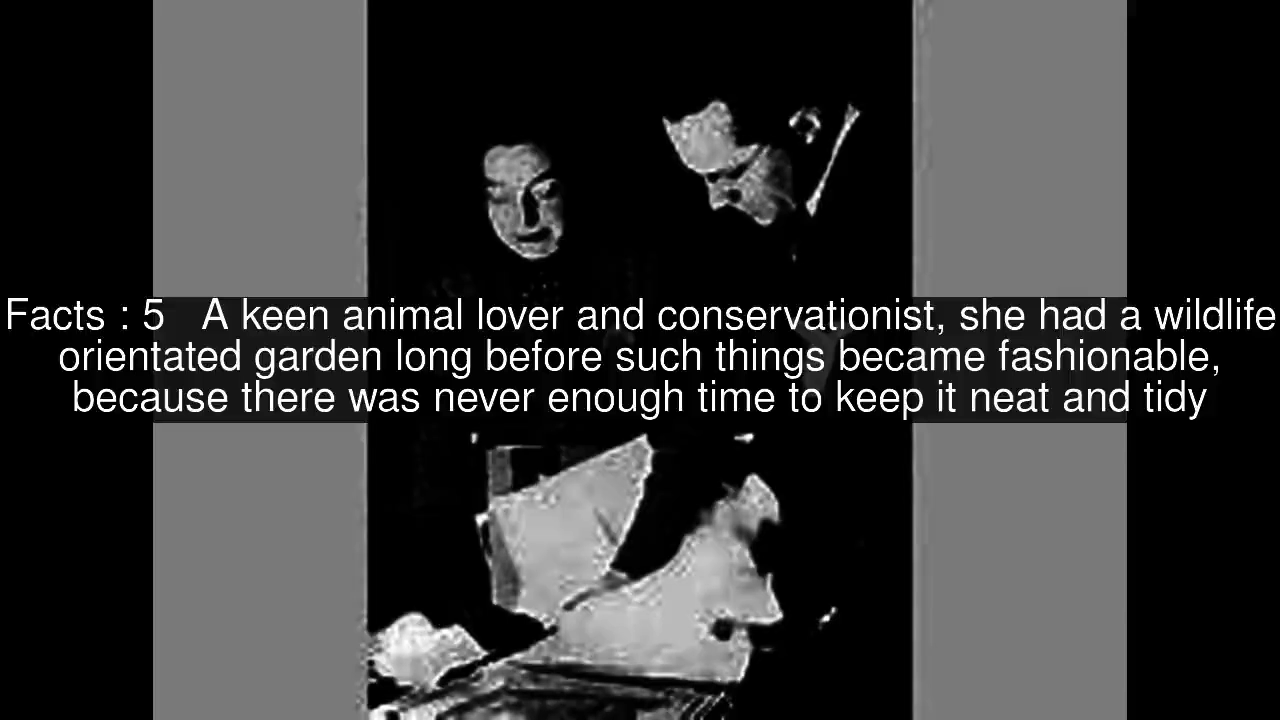 Facts : 5   A keen animal lover and conservationist, she had a wildlife
orientated garden long before such things became fashionable,
because there was never enough time to keep it neat and tidy